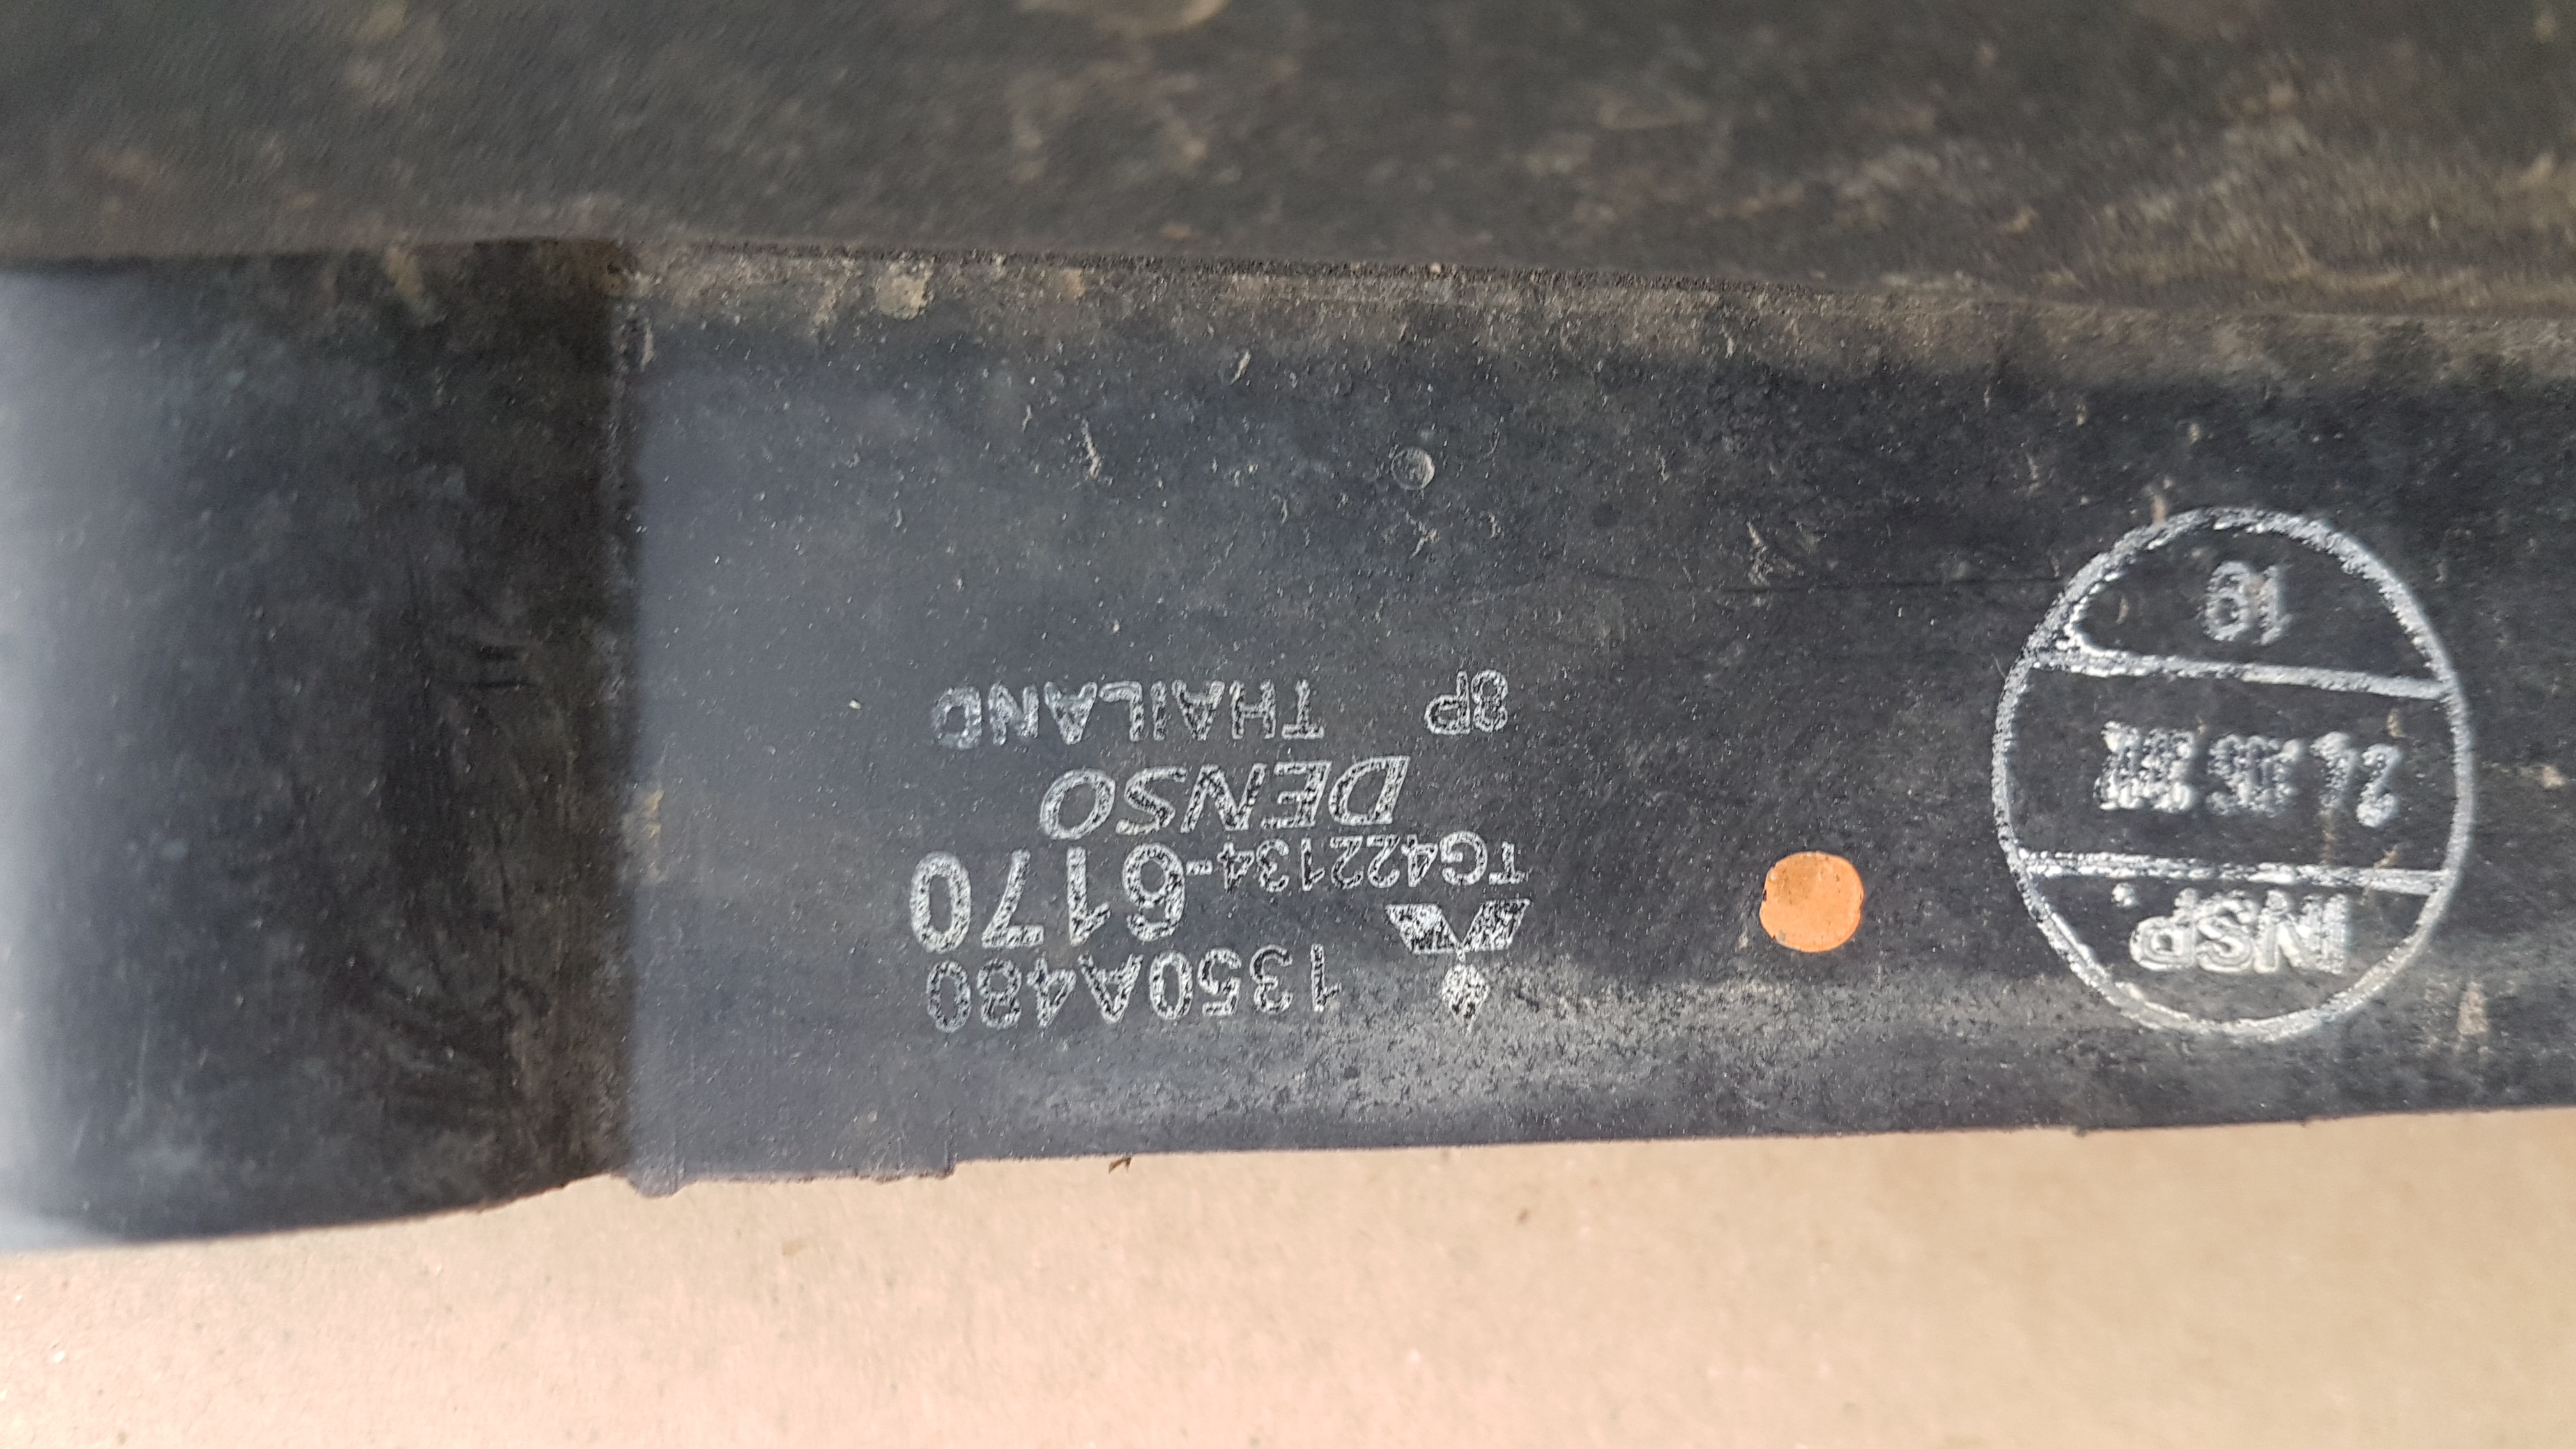 1350A480
TG422134-6170
DENSO
8P THAILAND
INSP.
19